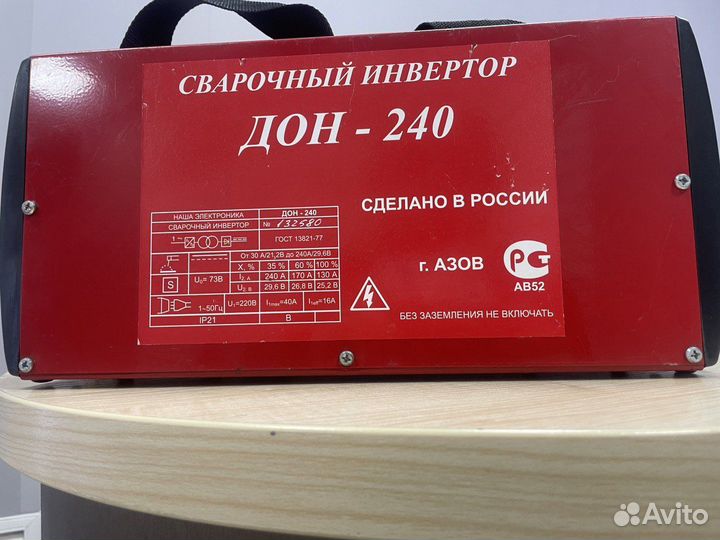 СВАРОЧНЫЙ ИНВЕРТОР
ДОН - 240
СДЕЛАНО В РОССИИ
г. АЗОВ
РСТ
АВ52
БЕЗ ЗАЗЕМЛЕНИЯ НЕ ВКЛЮЧАТЬ
НАША ЭЛЕКТРОНИКА ДОН - 240
СВАРОЧНЫЙ ИНВЕРТОР № 132580
1~ ГОСТ 13821-77
От 30 А/21,2В до 240А/29,6В
X, % 35 % 60 % 100 %
S U₀= 73В I₂, А 240 А 170 А 130 А
U₂, В 29,6 В 26,8 В 25,2 В
1~50Гц U₁=220В I₁max=40А I₁eff=16А
IP21 В
Avito